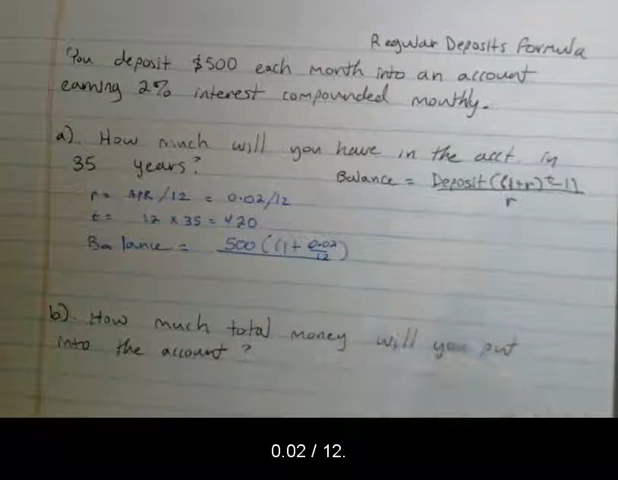 Regular Deposits Formula
You deposit $500 each month into an account
earning 2% interest compounded monthly.
a). How much will you have in the acct. in
35 years?
Balance = Deposit((1+r)^t-1)
r
r = APR/12 = 0.02/12
t = 12 x 35 = 420
Balance = 500((1+ 0.02/12)
b). How much total money will you put
into the account?
0.02 / 12.